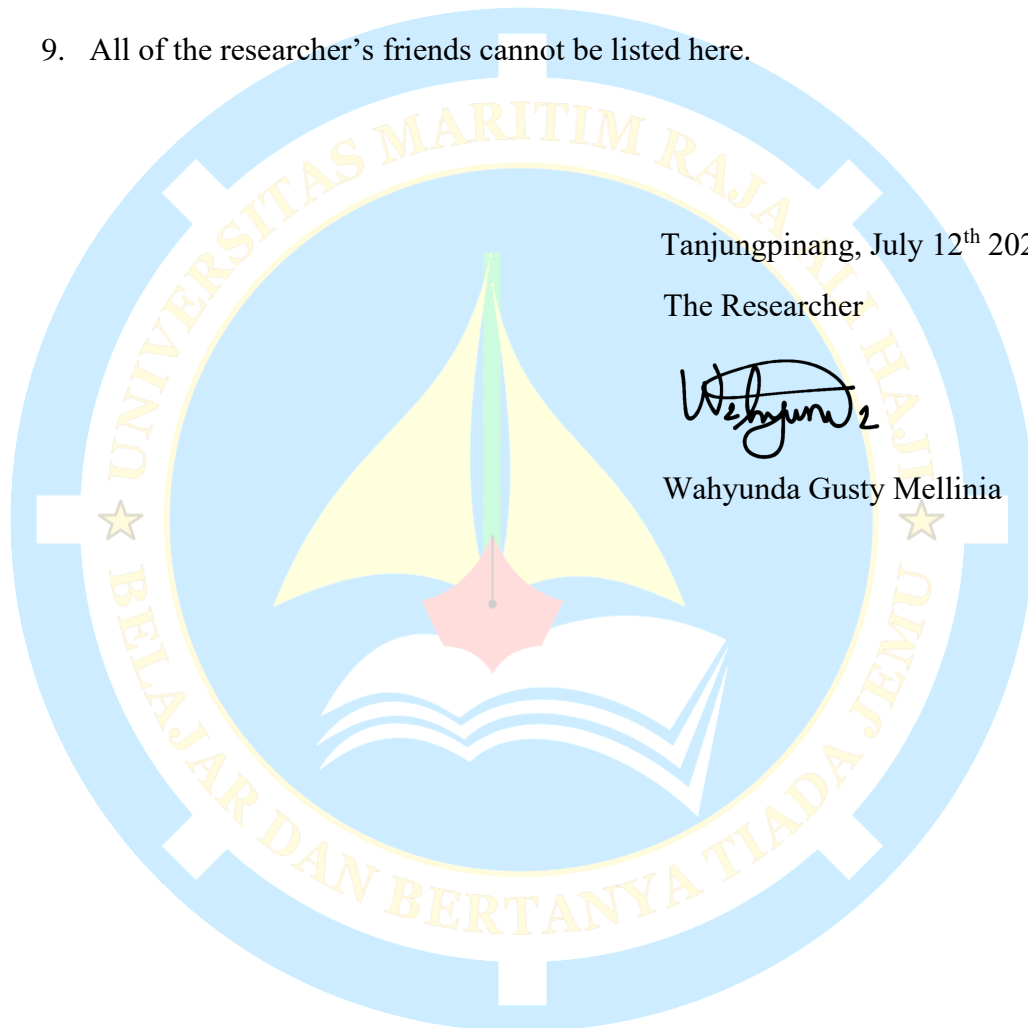 9. All of the researcher’s friends cannot be listed here.
UNIVERSITAS MARITIM RAJA ALI HAJI
Tanjungpinang, July 12th 202
The Researcher
Wahyunda Gusty Mellinia
BELAJAR DAN BERTANYA TIADA JEMU